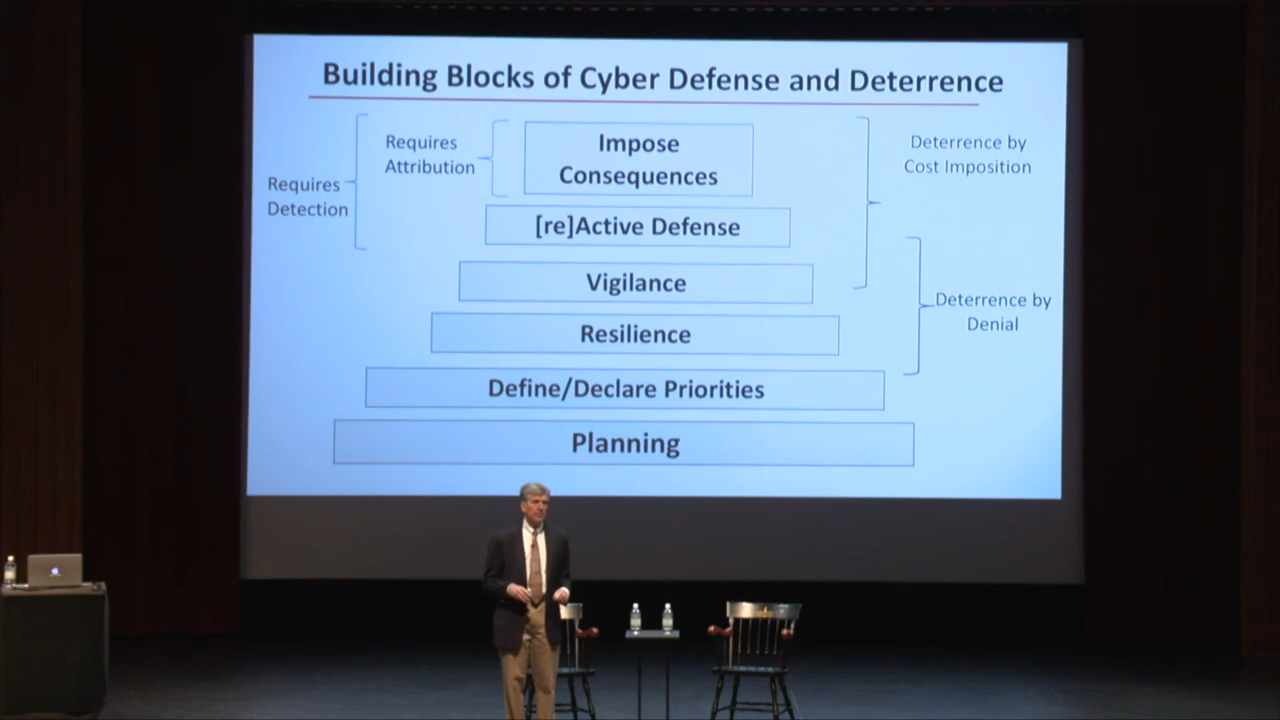 Building Blocks of Cyber Defense and Deterrence
Requires
Detection
Requires
Attribution
Impose
Consequences
Deterrence by
Cost Imposition
[re]Active Defense
Vigilance
Deterrence by
Denial
Resilience
Define/Declare Priorities
Planning